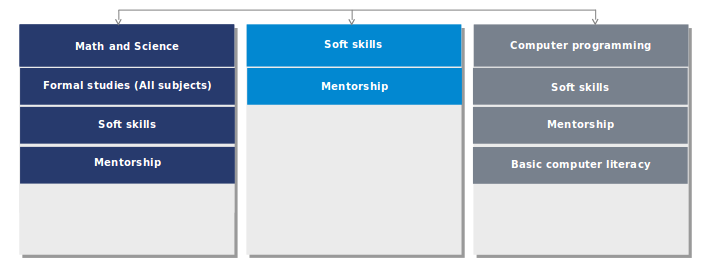 Math and Science
Formal studies (All subjects)
Soft skills
Mentorship
Soft skills
Mentorship
Computer programming
Soft skills
Mentorship
Basic computer literacy